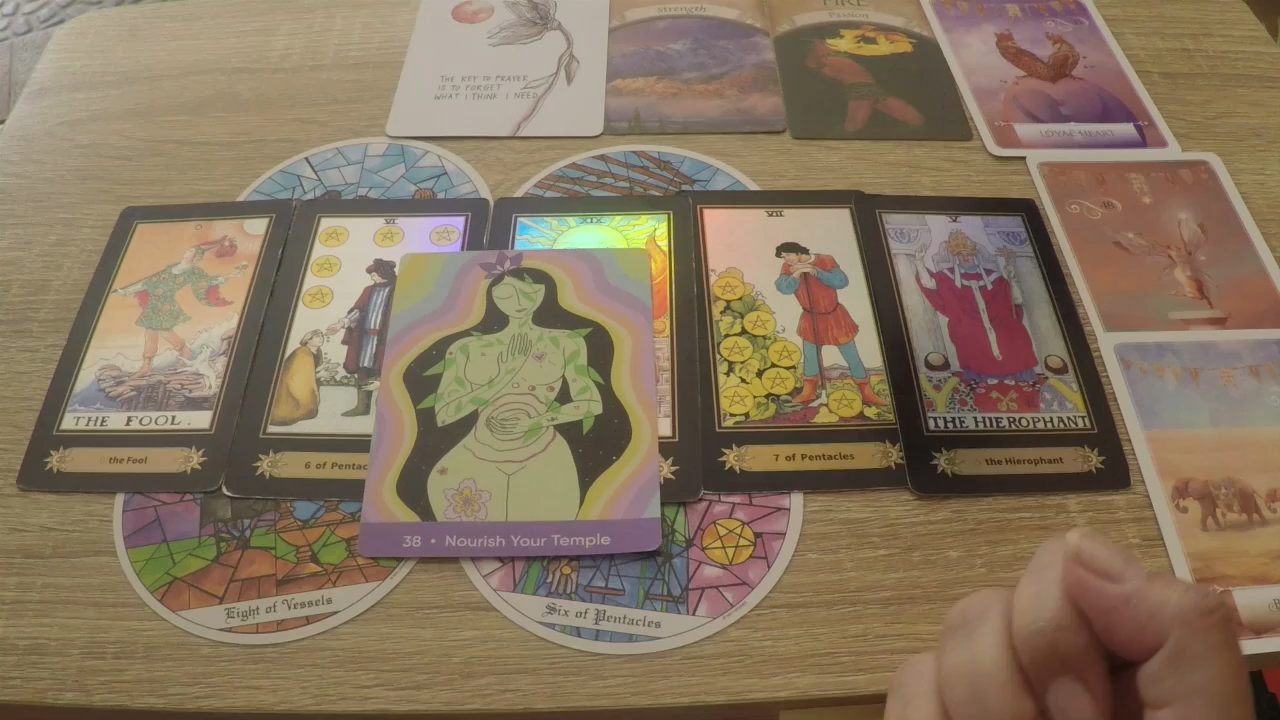 THE KEY TO PRAYER
IS TO FORGET
WHAT I THINK I NEED
strength
FIRE
Passion
LOYAL HEART
48
THE FOOL.
the Fool
VI
6 of Pentac
XIX
VII
7 of Pentacles
V
THE HIEROPHANT
the Hierophant
38 • Nourish Your Temple
Eight of Vessels
Six of Pentacles